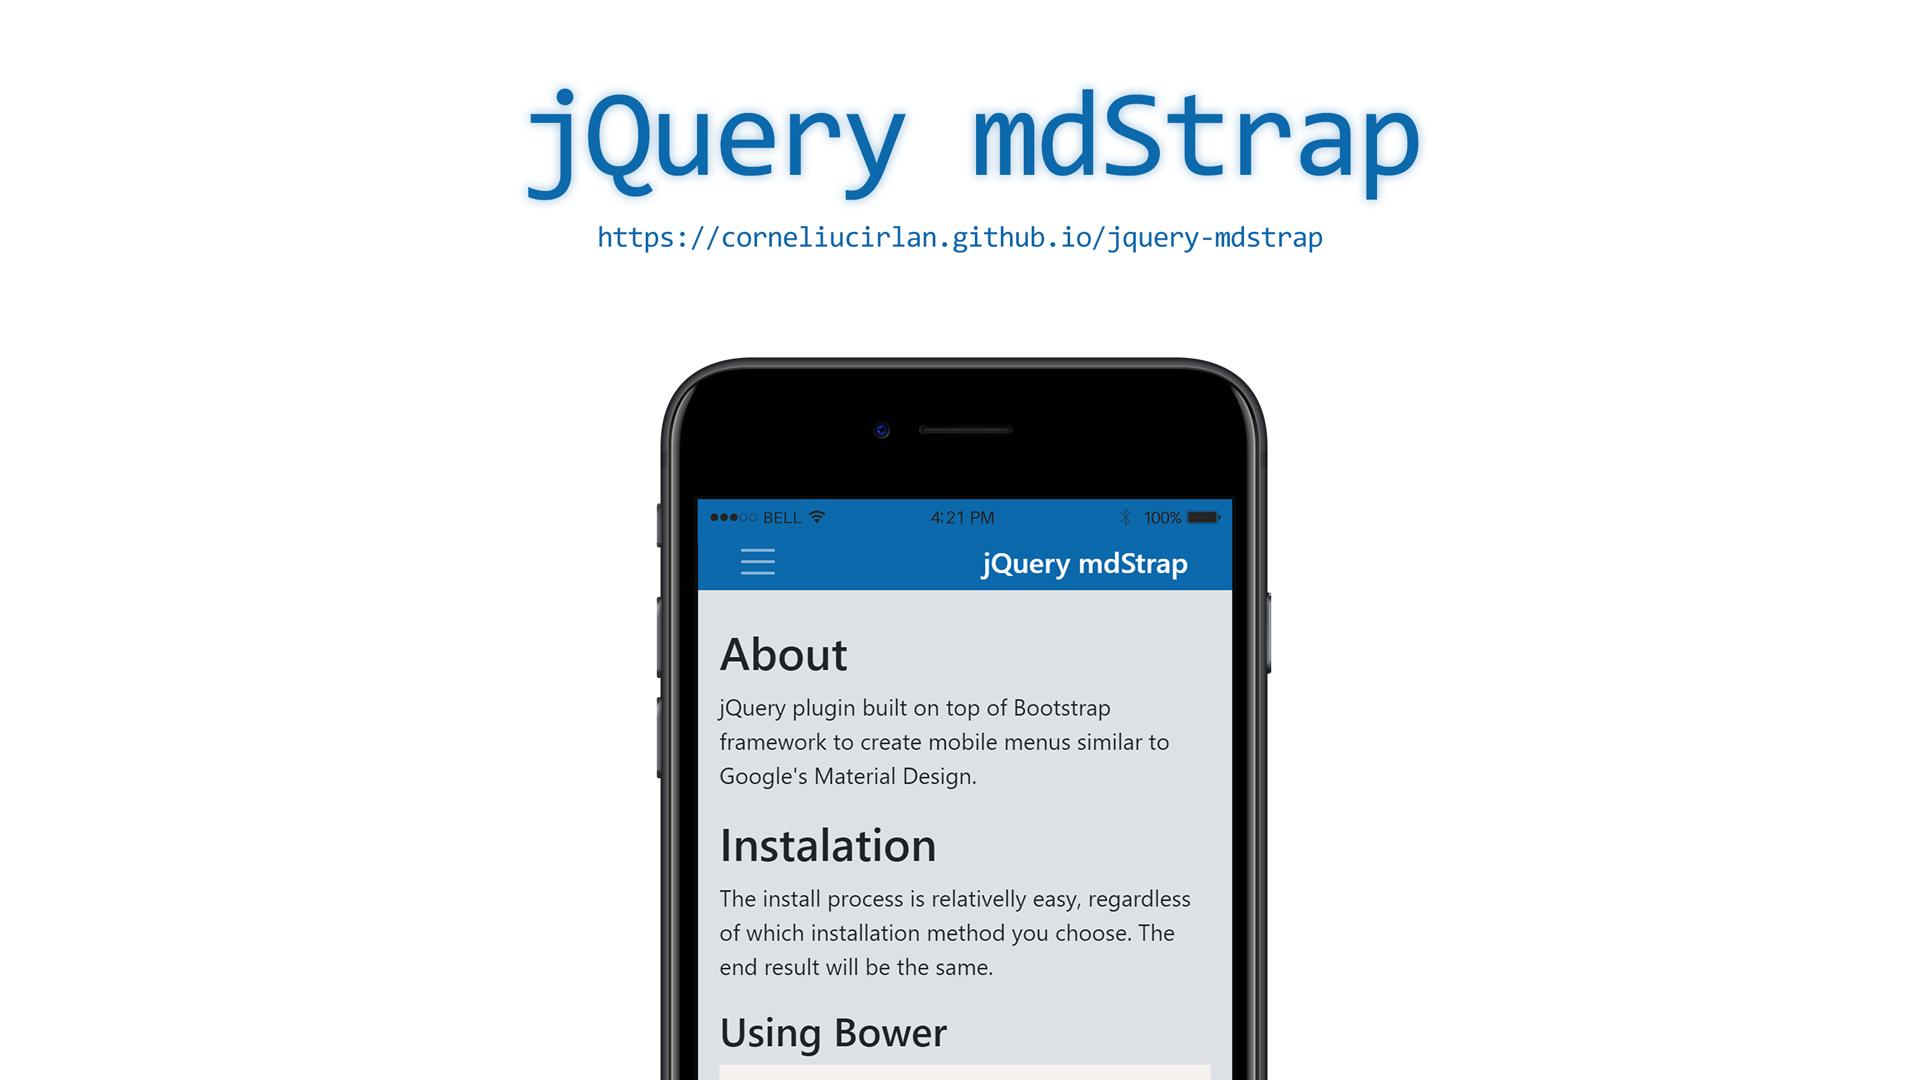 jQuery mdStrap
https://corneliucirlan.github.io/jquery-mdstrap
BELL 4:21 PM 100%
jQuery mdStrap
About
jQuery plugin built on top of Bootstrap
framework to create mobile menus similar to
Google's Material Design.
Instalation
The install process is relativelly easy, regardless
of which installation method you choose. The
end result will be the same.
Using Bower